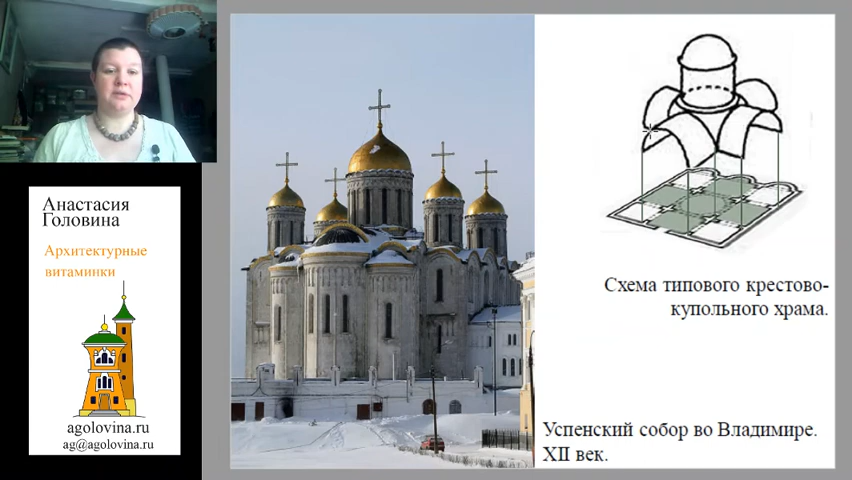 Анастасия
Головина
Архитектурные
витаминки
agolovina.ru
ag@agolovina.ru
Схема типового крестово-
купольного храма.
Успенский собор во Владимире.
XII век.